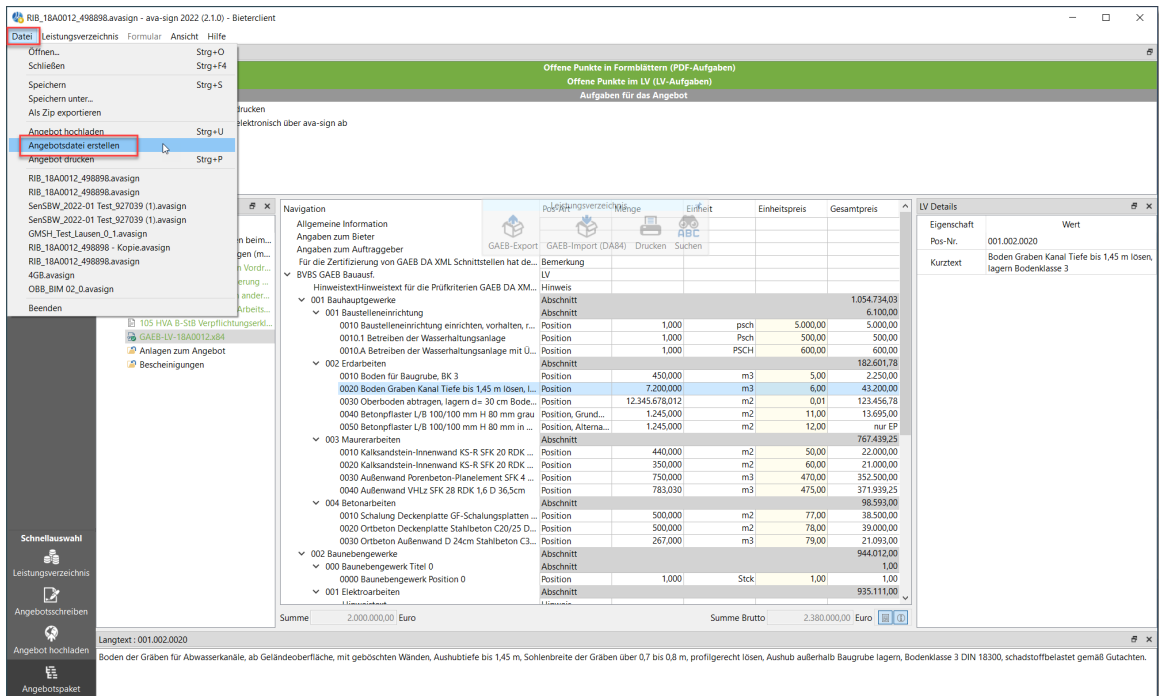 RIB_18A0012_498898.avasign - ava-sign 2022 (2.1.0) - Bieterclient
Datei Leistungsverzeichnis Formular Ansicht Hilfe
Öffnen... Strg+O
Schließen Strg+F4
Speichern Strg+S
Speichern unter...
Als Zip exportieren
Angebot hochladen Strg+U
Angebotsdatei erstellen
Angebot drucken Strg+P
RIB_18A0012_498898.avasign
RIB_18A0012_498898.avasign
SenSBW_2022-01 Test_927039 (1).avasign
SenSBW_2022-01 Test_927039 (1).avasign
GMSH_Test_Lausen_0_1.avasign
RIB_18A0012_498898 - Kopie.avasign
RIB_18A0012_498898.avasign
4GB.avasign
OBB_BIM 02_0.avasign
Beenden
Offene Punkte in Formblättern (PDF-Aufgaben)
Offene Punkte im LV (LV-Aufgaben)
Aufgaben für das Angebot
drucken
elektronisch über ava-sign ab
n beim...
gen (m...
n Vordr...
erung ...
n ander...
Arbeits...
105 HVA B-StB Verpflichtungserkl...
GAEB-LV-18A0012.x84
Anlagen zum Angebot
Bescheinigungen
Leistungsverzeichnis
GAEB-Export GAEB-Import (DA84) Drucken Suchen
ABC
Navigation Pos-Art Menge Einheit Einheitspreis Gesamtpreis
Allgemeine Information
Angaben zum Bieter
Angaben zum Auftraggeber
Für die Zertifizierung von GAEB DA XML Schnittstellen hat de... Bemerkung
BVBS GAEB Bauausf. LV
HinweistextHinweistext für die Prüfkriterien GAEB DA XM... Hinweis
001 Bauhauptgewerke Abschnitt 1.054.734,03
001 Baustelleneinrichtung Abschnitt 6.100,00
0010 Baustelleneinrichtung einrichten, vorhalten, r... Position 1,000 psch 5.000,00 5.000,00
0010.1 Betreiben der Wasserhaltungsanlage Position 1,000 Psch 500,00 500,00
0010.A Betreiben der Wasserhaltungsanlage mit Ü... Position 1,000 PSCH 600,00 600,00
002 Erdarbeiten Abschnitt 182.601,78
0010 Boden für Baugrube, BK 3 Position 450,000 m3 5,00 2.250,00
0020 Boden Graben Kanal Tiefe bis 1,45 m lösen, l... Position 7.200,000 m3 6,00 43.200,00
0030 Oberboden abtragen, lagern d= 30 cm Bode... Position 12.345.678,012 m2 0,01 123.456,78
0040 Betonpflaster L/B 100/100 mm H 80 mm grau Position, Grund... 1.245,000 m2 11,00 13.695,00
0050 Betonpflaster L/B 100/100 mm H 80 mm in ... Position, Alterna... 1.245,000 m2 12,00 nur EP
003 Maurerarbeiten Abschnitt 767.439,25
0010 Kalksandstein-Innenwand KS-R SFK 20 RDK ... Position 440,000 m2 50,00 22.000,00
0020 Kalksandstein-Innenwand KS-R SFK 20 RDK ... Position 350,000 m2 60,00 21.000,00
0030 Außenwand Porenbeton-Planelement SFK 4 ... Position 750,000 m3 470,00 352.500,00
0040 Außenwand VHLz SFK 28 RDK 1,6 D 36,5cm Position 783,030 m3 475,00 371.939,25
004 Betonarbeiten Abschnitt 98.593,00
0010 Schalung Deckenplatte GF-Schalungsplatten ... Position 500,000 m2 77,00 38.500,00
0020 Ortbeton Deckenplatte Stahlbeton C20/25 D... Position 500,000 m2 78,00 39.000,00
0030 Ortbeton Außenwand D 24cm Stahlbeton C3... Position 267,000 m3 79,00 21.093,00
002 Baunebengewerke Abschnitt 944.012,00
000 Baunebengewerk Titel 0 Abschnitt 1,00
0000 Baunebengewerk Position 0 Position 1,000 Stck 1,00 1,00
001 Elektroarbeiten Abschnitt 935.111,00
Hinweistext Hinweis
Summe 2.000.000,00 Euro Summe Brutto 2.380.000,00 Euro
LV Details
Eigenschaft Wert
Pos-Nr. 001.002.0020
Kurztext Boden Graben Kanal Tiefe bis 1,45 m lösen,
lagern Bodenklasse 3
Schnellauswahl
Leistungsverzeichnis
Angebotsschreiben
Angebot hochladen
Angebotspaket
Langtext : 001.002.0020
Boden der Gräben für Abwasserkanäle, ab Geländeoberfläche, mit geböschten Wänden, Aushubtiefe bis 1,45 m, Sohlenbreite der Gräben über 0,7 bis 0,8 m, profilgerecht lösen, Aushub außerhalb Baugrube lagern, Bodenklasse 3 DIN 18300, schadstoffbelastet gemäß Gutachten.